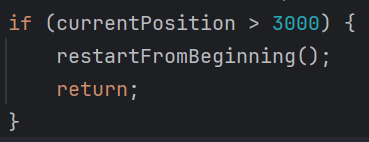 if (currentPosition > 3000) {
    restartFromBeginning();
    return;
}